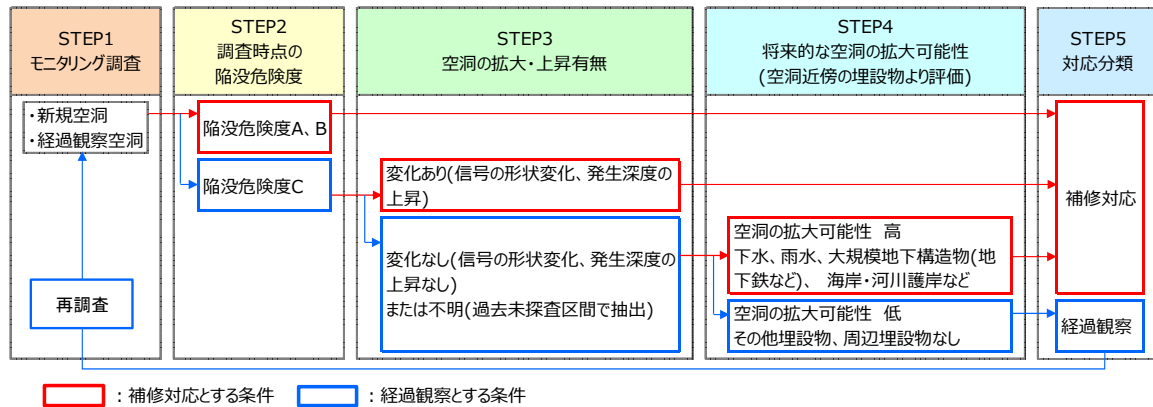 STEP1
モニタリング調査
STEP2
調査時点の
陥没危険度
STEP3
空洞の拡大・上昇有無
STEP4
将来的な空洞の拡大可能性
(空洞近傍の埋設物より評価)
STEP5
対応分類
・新規空洞
・経過観察空洞
陥没危険度A、B
陥没危険度C
変化あり(信号の形状変化、発生深度の
上昇)
変化なし(信号の形状変化、発生深度の
上昇なし)
または不明(過去未探査区間で抽出)
空洞の拡大可能性 高
下水、雨水、大規模地下構造物(地
下鉄など)、 海岸・河川護岸など
空洞の拡大可能性 低
その他埋設物、周辺埋設物なし
補修対応
経過観察
再調査
：補修対応とする条件
：経過観察とする条件